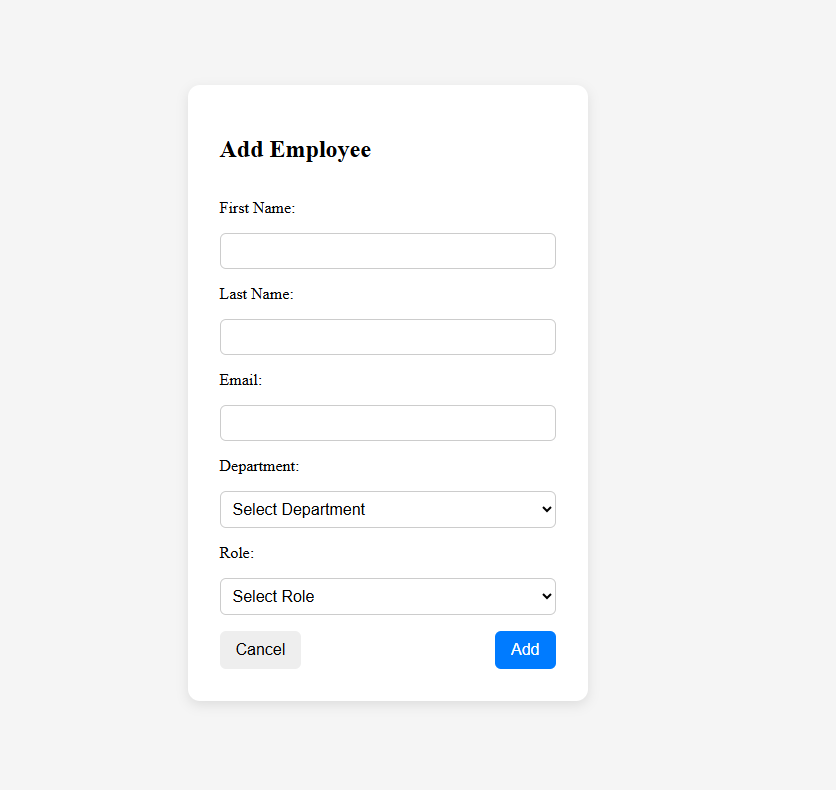 Add Employee
First Name:
Last Name:
Email:
Department:
Select Department
Role:
Select Role
Cancel Add